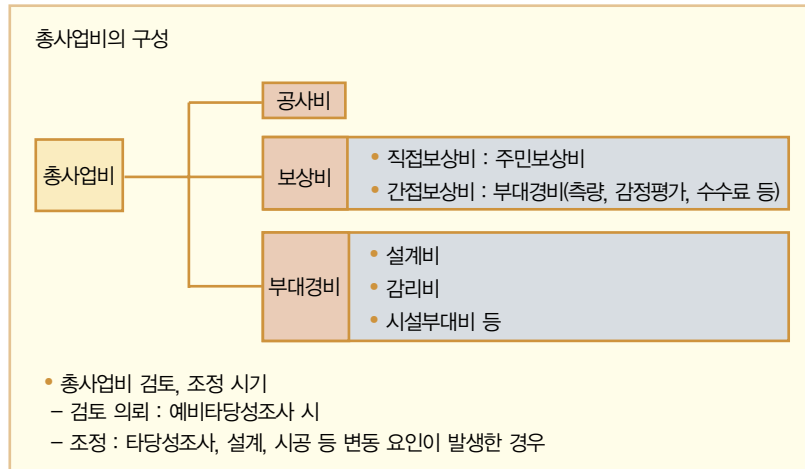 총사업비의 구성
공사비
총사업비
보상비
• 직접보상비 : 주민보상비
• 간접보상비 : 부대경비(측량, 감정평가, 수수료 등)
부대경비
• 설계비
• 감리비
• 시설부대비 등
• 총사업비 검토, 조정 시기
– 검토 의뢰 : 예비타당성조사 시
– 조정 : 타당성조사, 설계, 시공 등 변동 요인이 발생한 경우